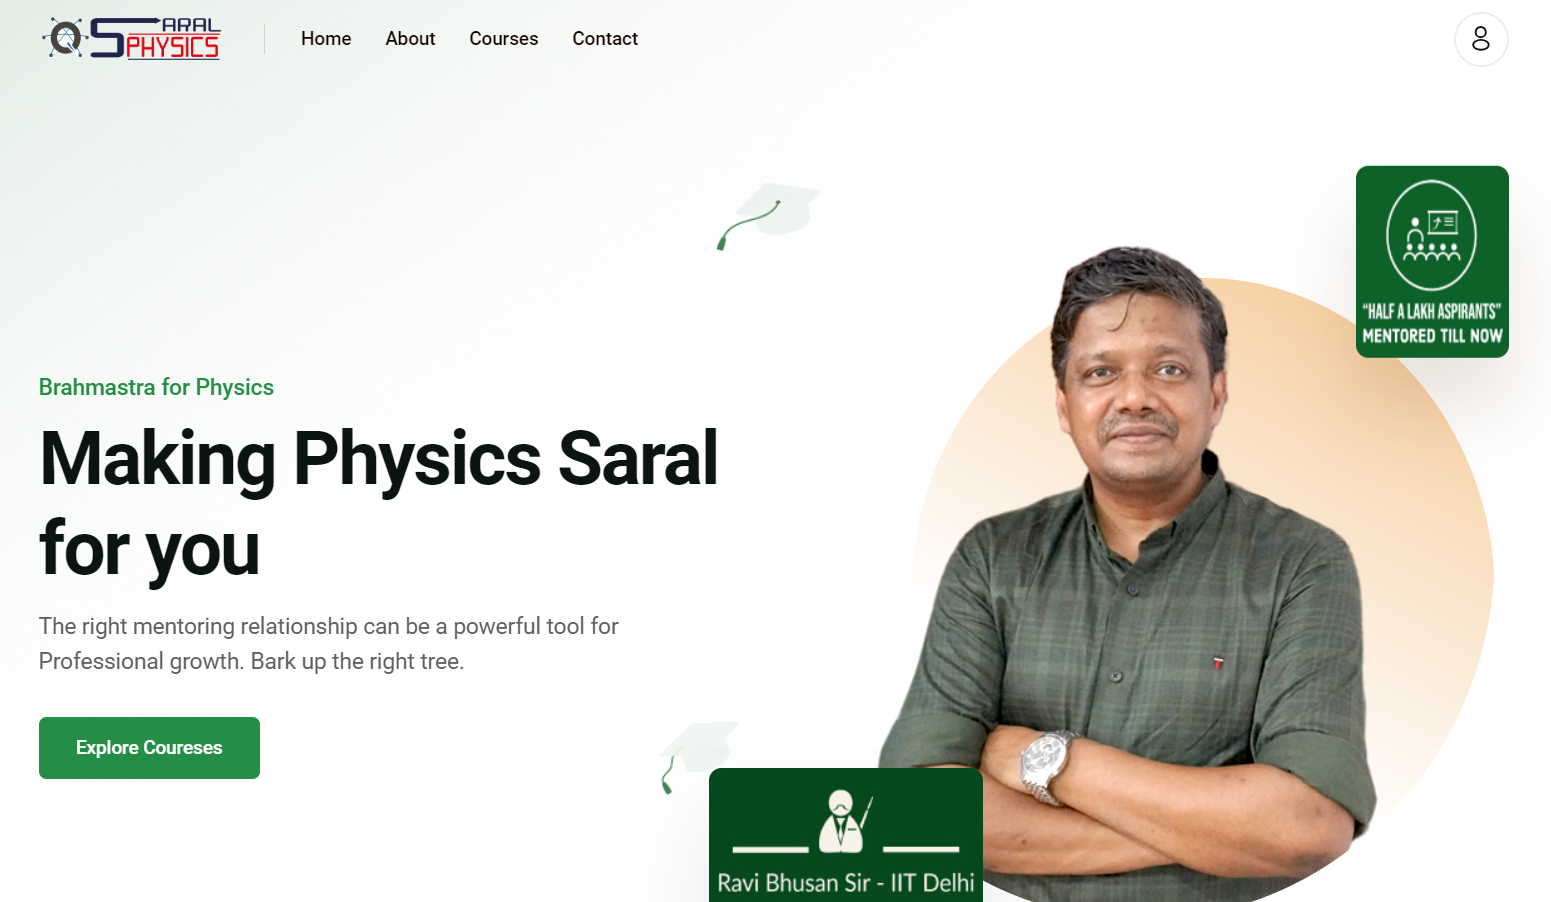 SARAL
PHYSICS
Home
About
Courses
Contact
"HALF A LAKH ASPIRANTS"
MENTORED TILL NOW
Brahmastra for Physics
Making Physics Saral
for you
The right mentoring relationship can be a powerful tool for
Professional growth. Bark up the right tree.
Explore Coureses
Ravi Bhusan Sir - IIT Delhi